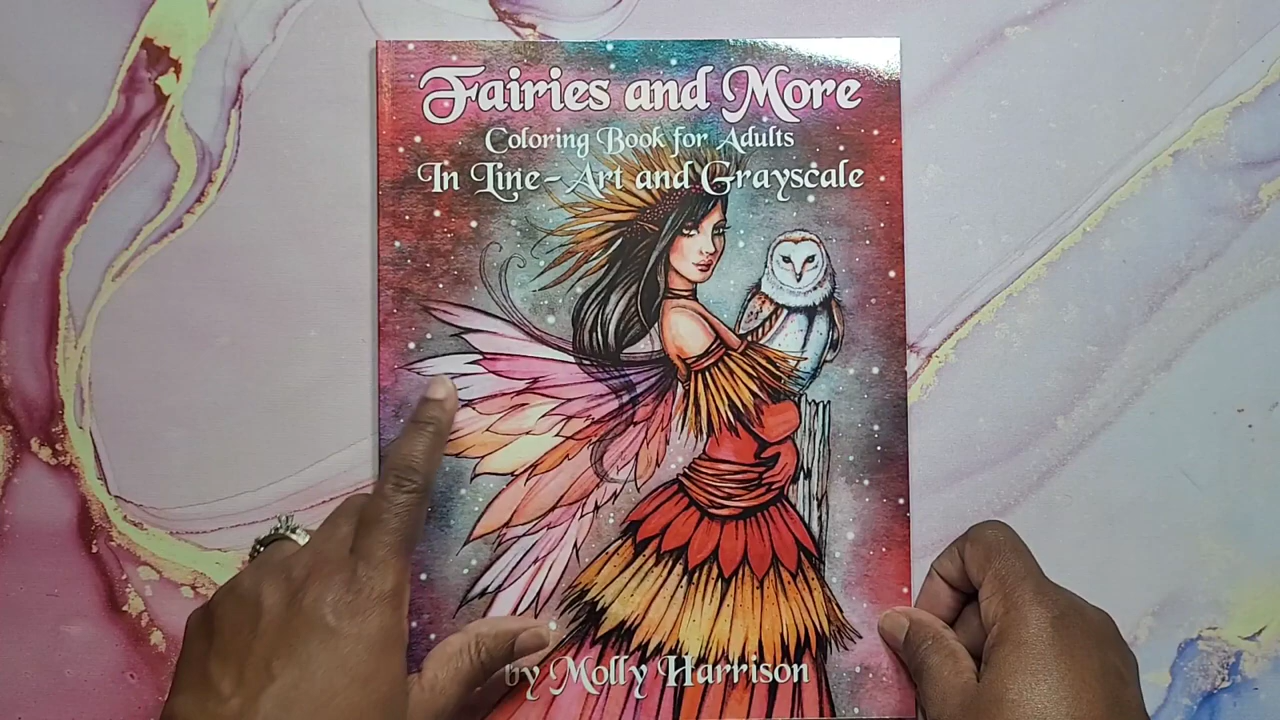 Fairies and More
Coloring Book for Adults
In Line-Art and Grayscale
by Molly Harrison